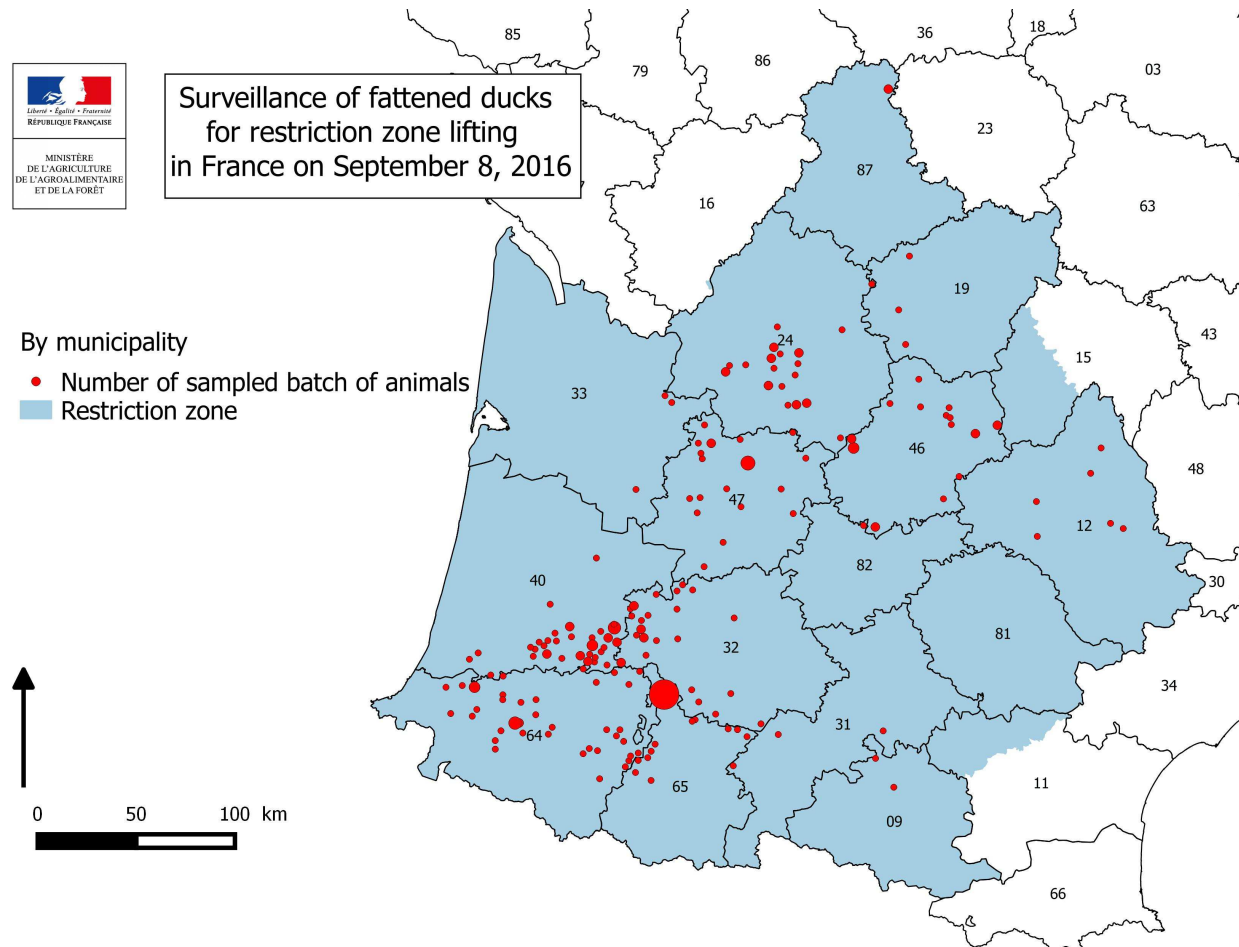 Liberté • Égalité • Fraternité
RÉPUBLIQUE FRANÇAISE
MINISTÈRE
DE L'AGRICULTURE
DE L'AGROALIMENTAIRE
ET DE LA FORÊT
Surveillance of fattened ducks
for restriction zone lifting
in France on September 8, 2016
By municipality
Number of sampled batch of animals
Restriction zone
85
79
86
36
18
03
23
87
16
63
19
43
15
24
33
48
46
47
12
40
82
30
81
32
34
31
64
65
11
09
66
0 50 100 km